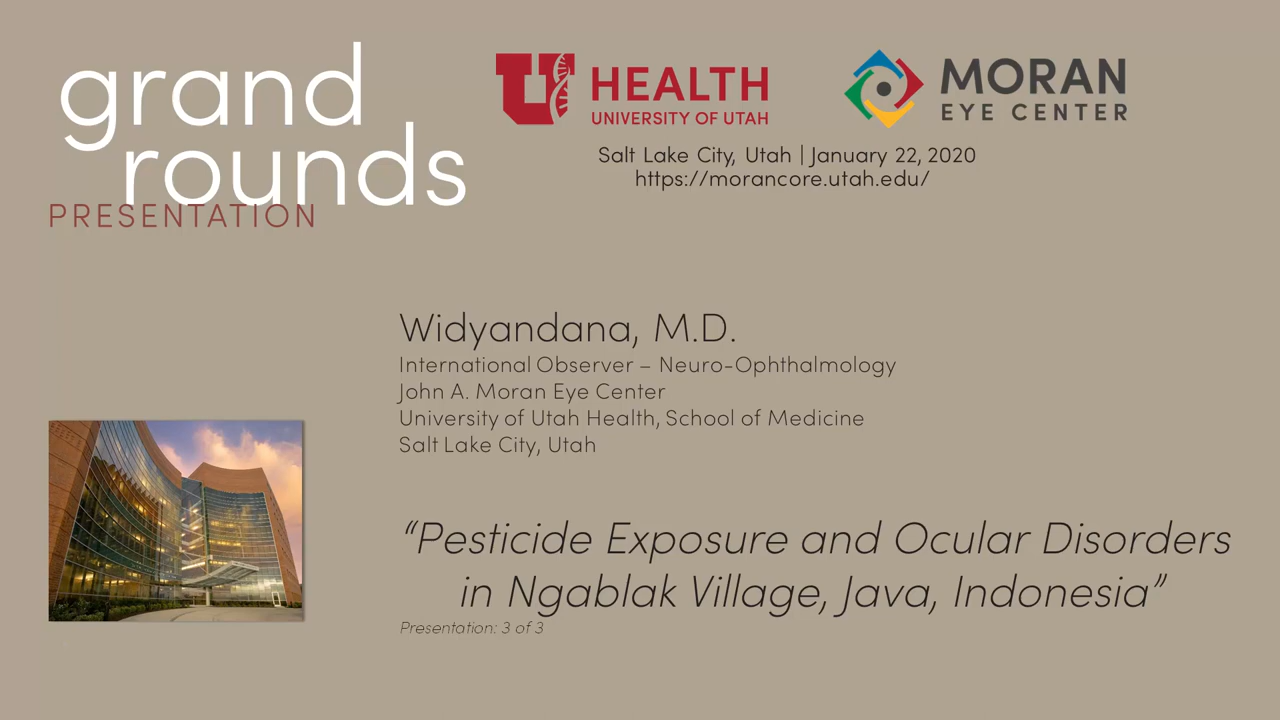 grand
rounds
PRESENTATION
HEALTH
UNIVERSITY OF UTAH
MORAN
EYE CENTER
Salt Lake City, Utah | January 22, 2020
https://morancore.utah.edu/
Widyandana, M.D.
International Observer – Neuro-Ophthalmology
John A. Moran Eye Center
University of Utah Health, School of Medicine
Salt Lake City, Utah
“Pesticide Exposure and Ocular Disorders
in Ngablak Village, Java, Indonesia”
Presentation: 3 of 3